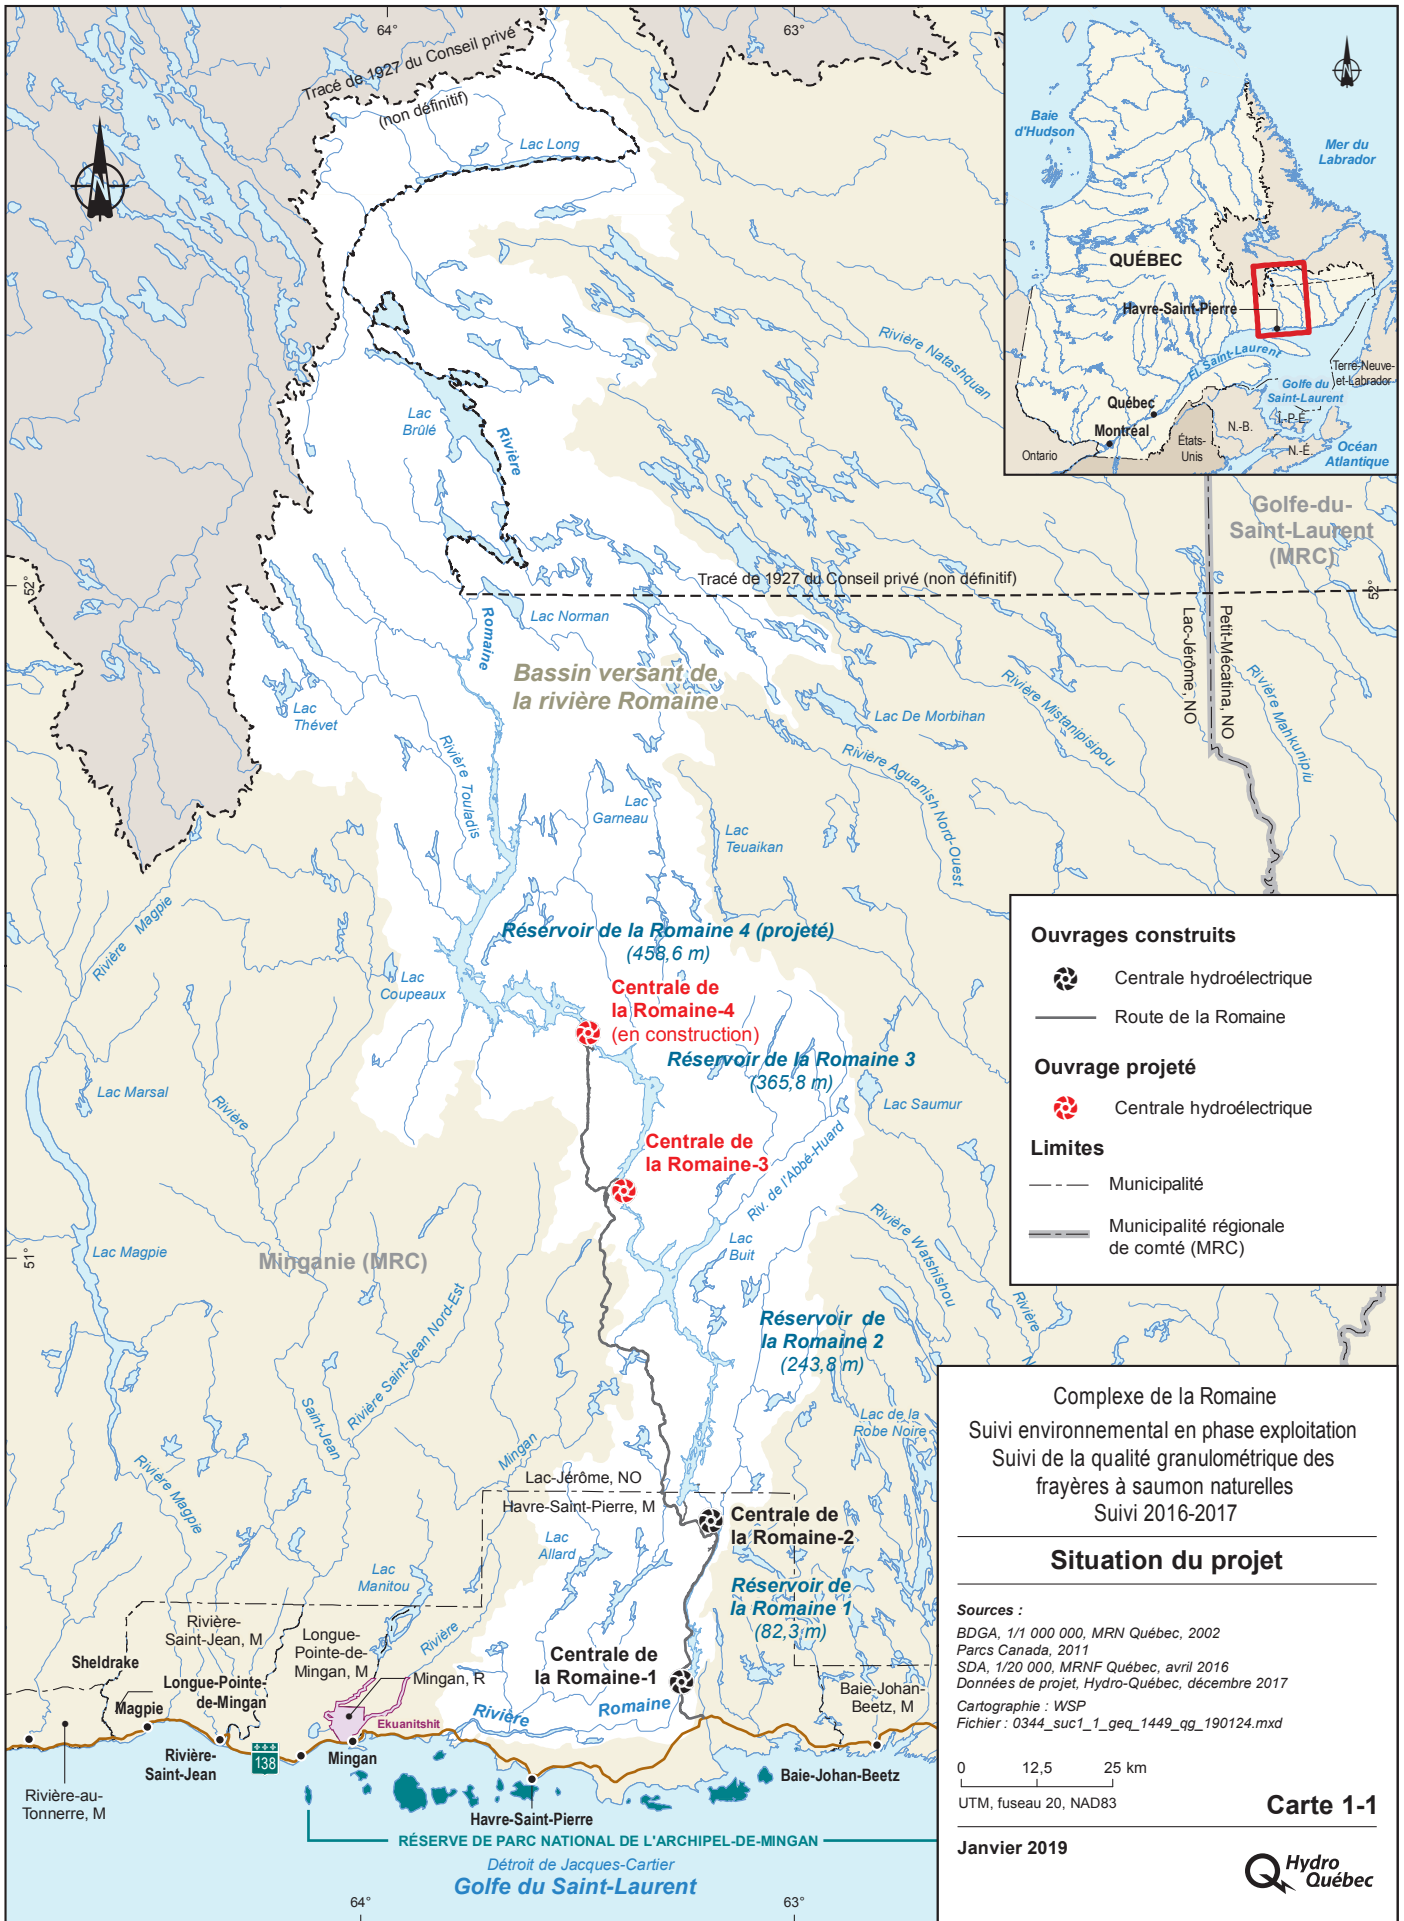 64°
63°
Tracé de 1927 du Conseil privé
(non définitif)
Lac Long
Lac
Brûlé
Rivière
Rivière Natashquan
Baie
d'Hudson
Mer du
Labrador
QUÉBEC
Havre-Saint-Pierre
Fl. Saint-Laurent
Terre-Neuve-
et-Labrador
Golfe du
Saint-Laurent
Québec
Montréal
Î.-P.-É.
N.-B.
N.-É.
États-
Unis
Ontario
Océan
Atlantique
Golfe-du-
Saint-Laurent
(MRC)
52°
Tracé de 1927 du Conseil privé (non définitif)
52°
Romaine
Lac Norman
Lac-Jérôme, NO
Petit-Mécatina, NO
Bassin versant de
la rivière Romaine
Lac
Thévet
Rivière Touladis
Lac De Morbihan
Rivière Mistanipisipou
Rivière Mahkunipiu
Rivière Aguanish Nord-Ouest
Lac
Garneau
Lac
Teuaikan
Rivière Magpie
Réservoir de la Romaine 4 (projeté)
(458,6 m)
Lac
Coupeaux
Centrale de
la Romaine-4
(en construction)
Réservoir de la Romaine 3
(365,8 m)
Lac Marsal
Rivière
Lac Saumur
Centrale de
la Romaine-3
Riv. de l'Abbé-Huard
Lac
Buit
Rivière Watshishou
Rivière
N
51°
Lac Magpie
Minganie (MRC)
Rivière Saint-Jean Nord-Est
Saint-Jean
Réservoir de
la Romaine 2
(243,8 m)
Lac de la
Robe Noire
Mingan
Rivière Magpie
Lac-Jérôme, NO
Havre-Saint-Pierre, M
Centrale de
la Romaine-2
Lac
Allard
Lac
Manitou
Rivière
Réservoir de
la Romaine 1
(82,3 m)
Rivière-
Saint-Jean, M
Longue-
Pointe-de-
Mingan, M
Mingan, R
Centrale de
la Romaine-1
Sheldrake
Longue-Pointe-
de-Mingan
Magpie
Ekuanitshit
Rivière
Romaine
Baie-Johan-
Beetz, M
Rivière-
Saint-Jean
138
Mingan
Baie-Johan-Beetz
Rivière-au-
Tonnerre, M
Havre-Saint-Pierre
RÉSERVE DE PARC NATIONAL DE L'ARCHIPEL-DE-MINGAN
Détroit de Jacques-Cartier
Golfe du Saint-Laurent
64°
63°
Ouvrages construits
Centrale hydroélectrique
Route de la Romaine
Ouvrage projeté
Centrale hydroélectrique
Limites
Municipalité
Municipalité régionale
de comté (MRC)
Complexe de la Romaine
Suivi environnemental en phase exploitation
Suivi de la qualité granulométrique des
frayères à saumon naturelles
Suivi 2016-2017
Situation du projet
Sources :
BDGA, 1/1 000 000, MRN Québec, 2002
Parcs Canada, 2011
SDA, 1/20 000, MRNF Québec, avril 2016
Données de projet, Hydro-Québec, décembre 2017
Cartographie : WSP
Fichier : 0344_suc1_1_geq_1449_qg_190124.mxd
0 12,5 25 km
UTM, fuseau 20, NAD83
Carte 1-1
Janvier 2019
Hydro
Québec